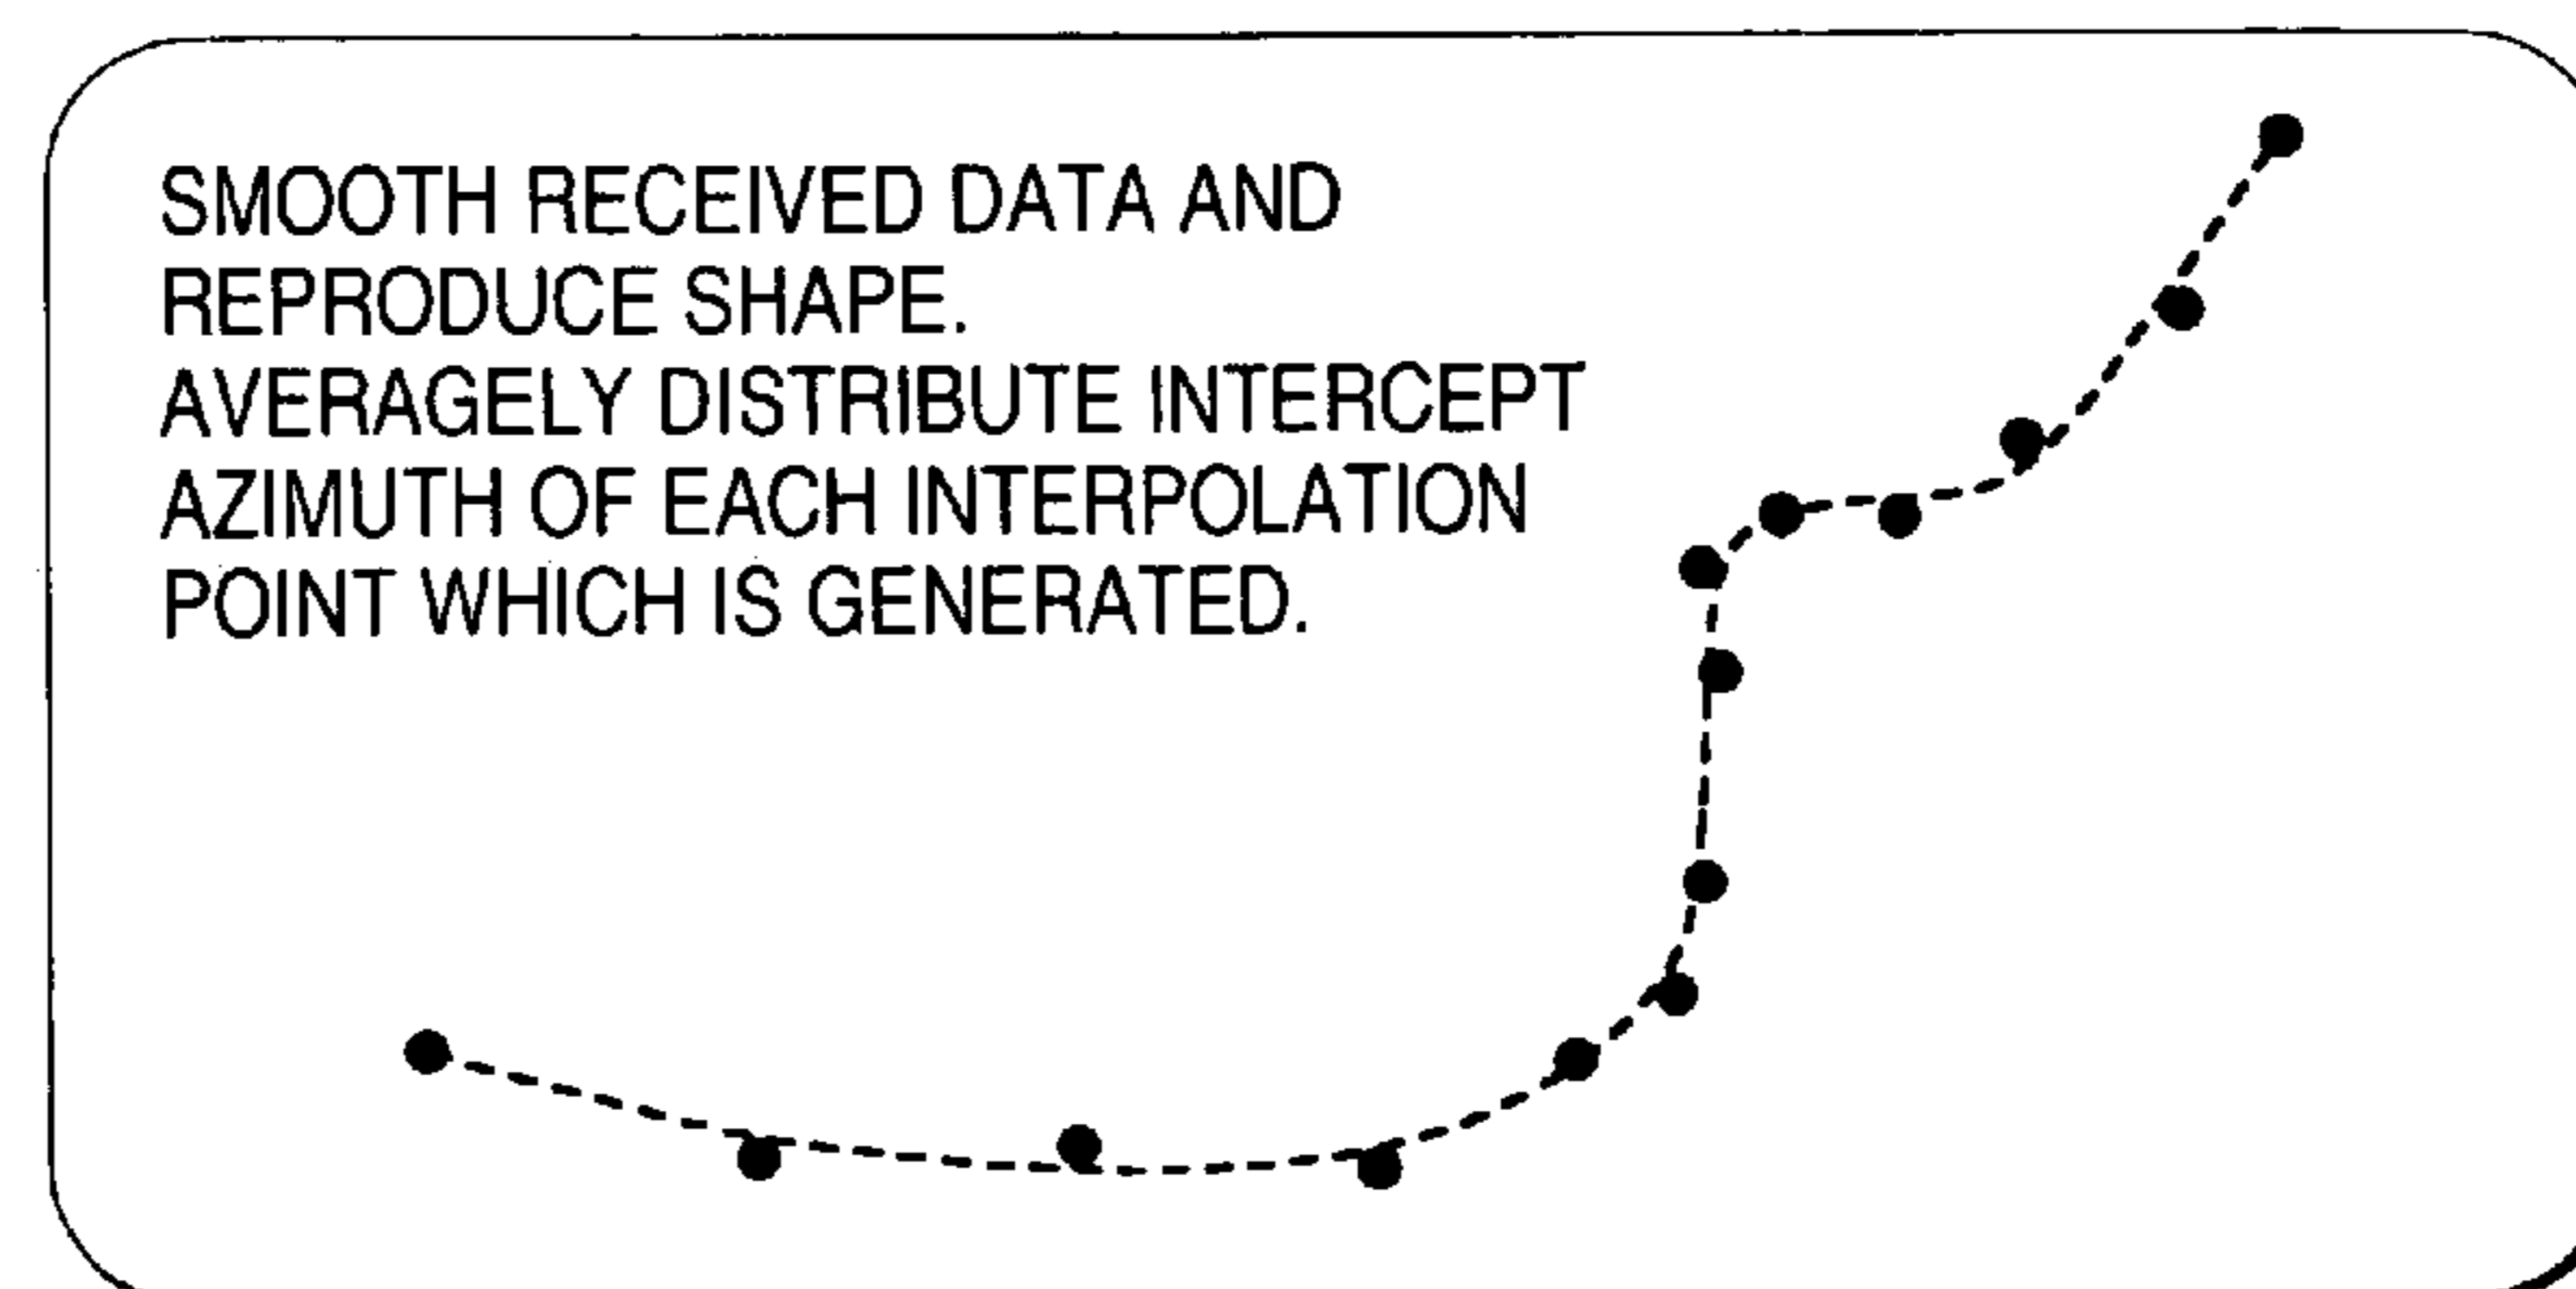 SMOOTH RECEIVED DATA AND
REPRODUCE SHAPE.
AVERAGELY DISTRIBUTE INTERCEPT
AZIMUTH OF EACH INTERPOLATION
POINT WHICH IS GENERATED.